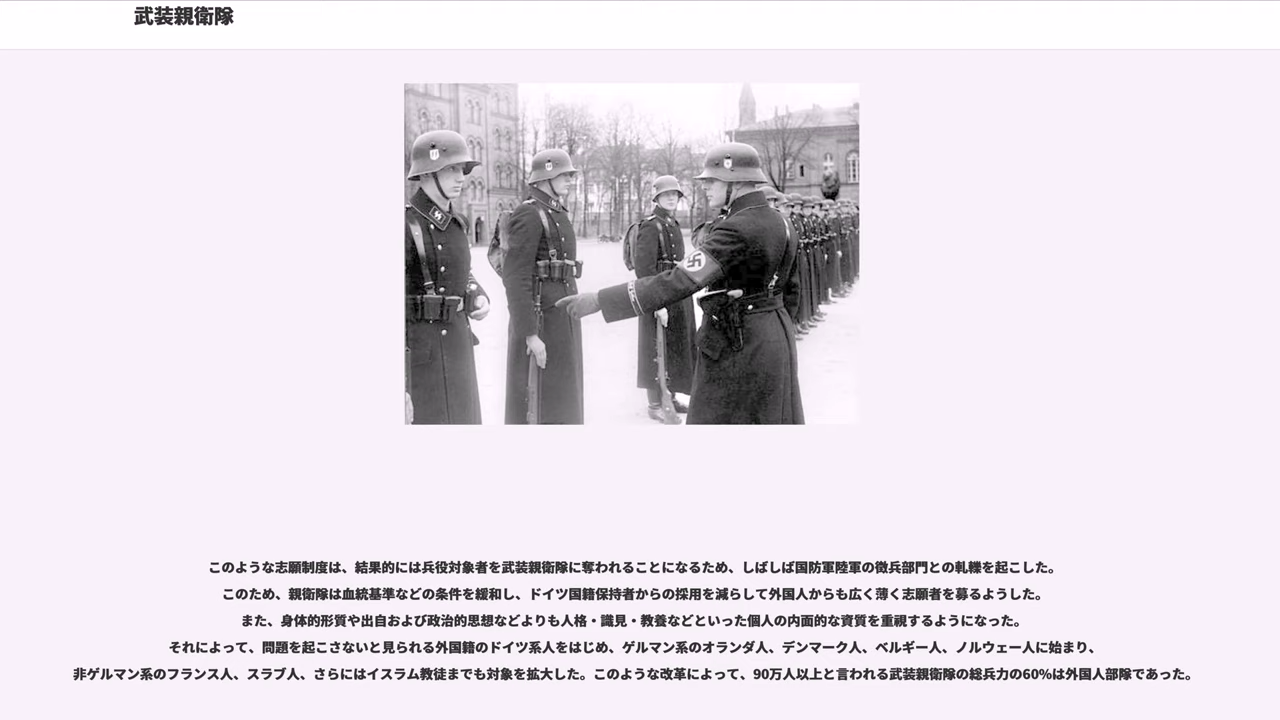 武装親衛隊
このような志願制度は、結果的には兵役対象者を武装親衛隊に奪われることになるため、しばしば国防軍陸軍の徴兵部門との軋轢を起こした。
このため、親衛隊は血統基準などの条件を緩和し、ドイツ国籍保持者からの採用を減らして外国人からも広く薄く志願者を募るようした。
また、身体的形質や出自および政治的思想などよりも人格・識見・教養などといった個人の内面的な資質を重視するようになった。
それによって、問題を起こさないと見られる外国籍のドイツ系人をはじめ、ゲルマン系のオランダ人、デンマーク人、ベルギー人、ノルウェー人に始まり、
非ゲルマン系のフランス人、スラブ人、さらにはイスラム教徒までも対象を拡大した。このような改革によって、90万人以上と言われる武装親衛隊の総兵力の60%は外国人部隊であった。